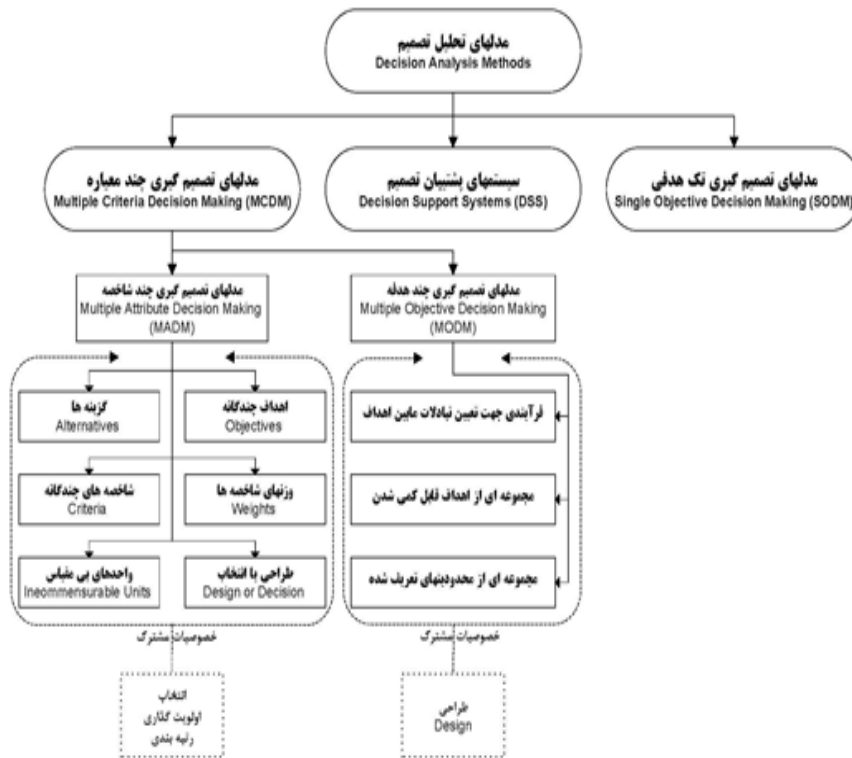 مدلهای تحلیل تصمیم
Decision Analysis Methods
مدلهای تصمیم گیری چند معیاره
Multiple Criteria Decision Making (MCDM)
سیستمهای پشتیبان تصمیم
Decision Support Systems (DSS)
مدلهای تصمیم گیری تک هدفی
Single Objective Decision Making (SODM)
مدلهای تصمیم گیری چند شاخصه
Multiple Attribute Decision Making
(MADM)
مدلهای تصمیم گیری چند هدفه
Multiple Objective Decision Making
(MODM)
گزینه ها
Alternatives
اهداف چندگانه
Objectives
شاخصه های چندگانه
Criteria
وزنهای شاخصه ها
Weights
واحدهای بی مقیاس
Ineommensurable Units
طراحی یا انتخاب
Design or Decision
خصوصیات مشترک
انتخاب
اولویت گذاری
رتبه بندی
فرآیندی جهت تعیین تبادلات مابین اهداف
مجموعه ای از اهداف قابل کمی شدن
مجموعه ای از محدودیتهای تعریف شده
خصوصیات مشترک
طراحی
Design